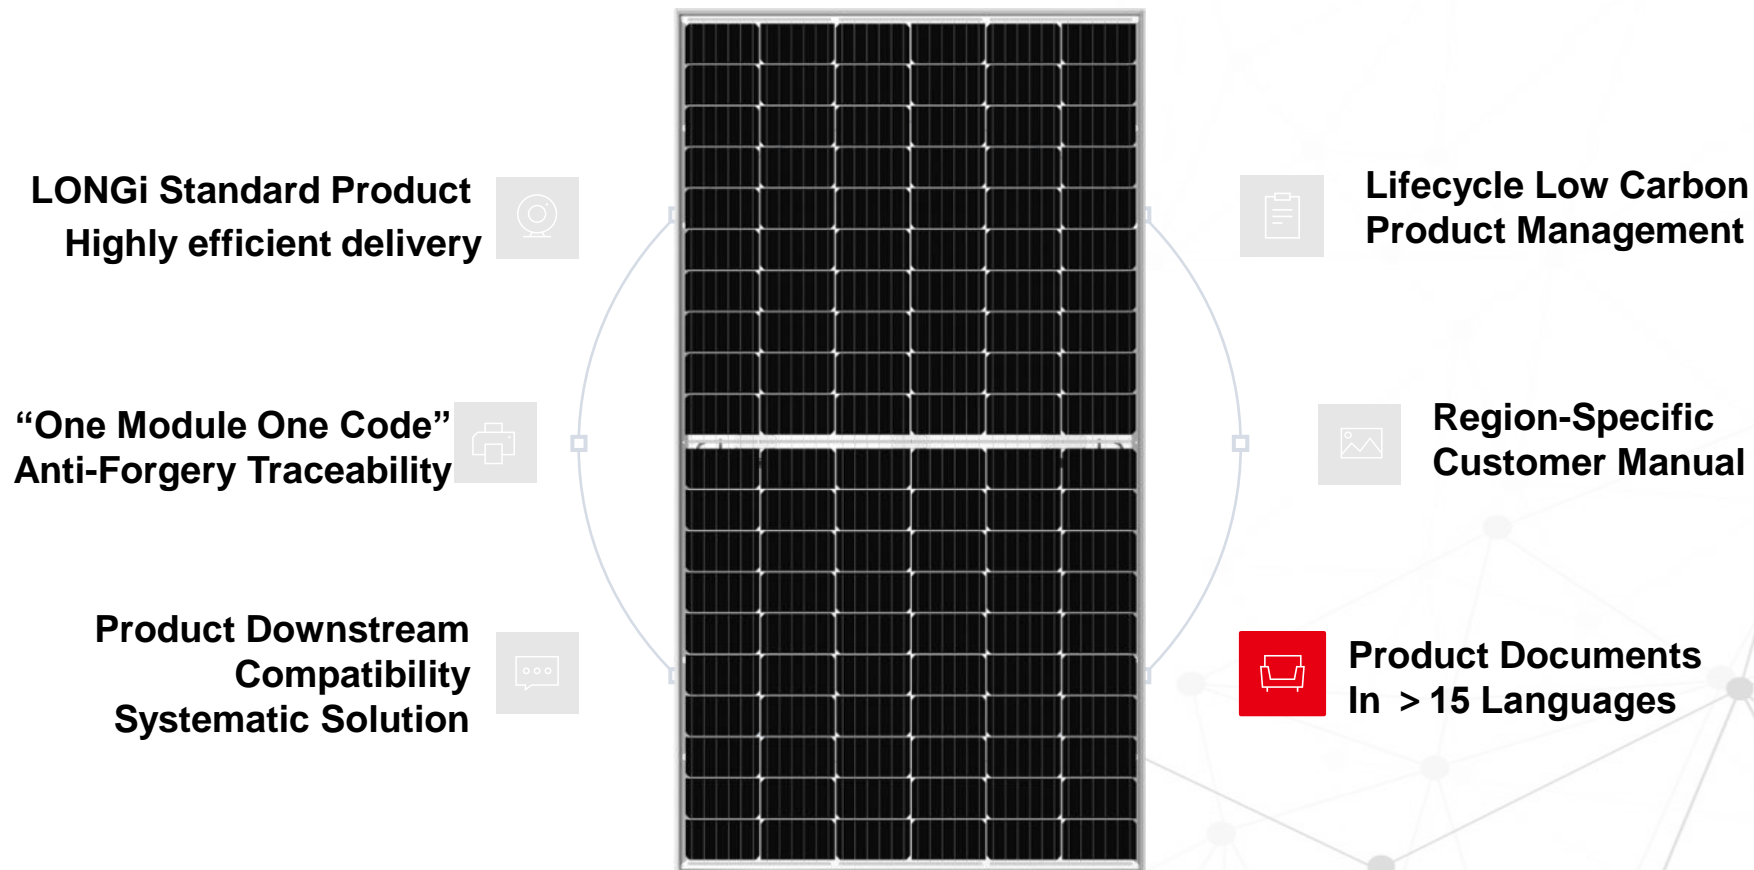 LONGi Standard Product
Highly efficient delivery
“One Module One Code”
Anti-Forgery Traceability
Product Downstream
Compatibility
Systematic Solution
Lifecycle Low Carbon
Product Management
Region-Specific
Customer Manual
Product Documents
In > 15 Languages